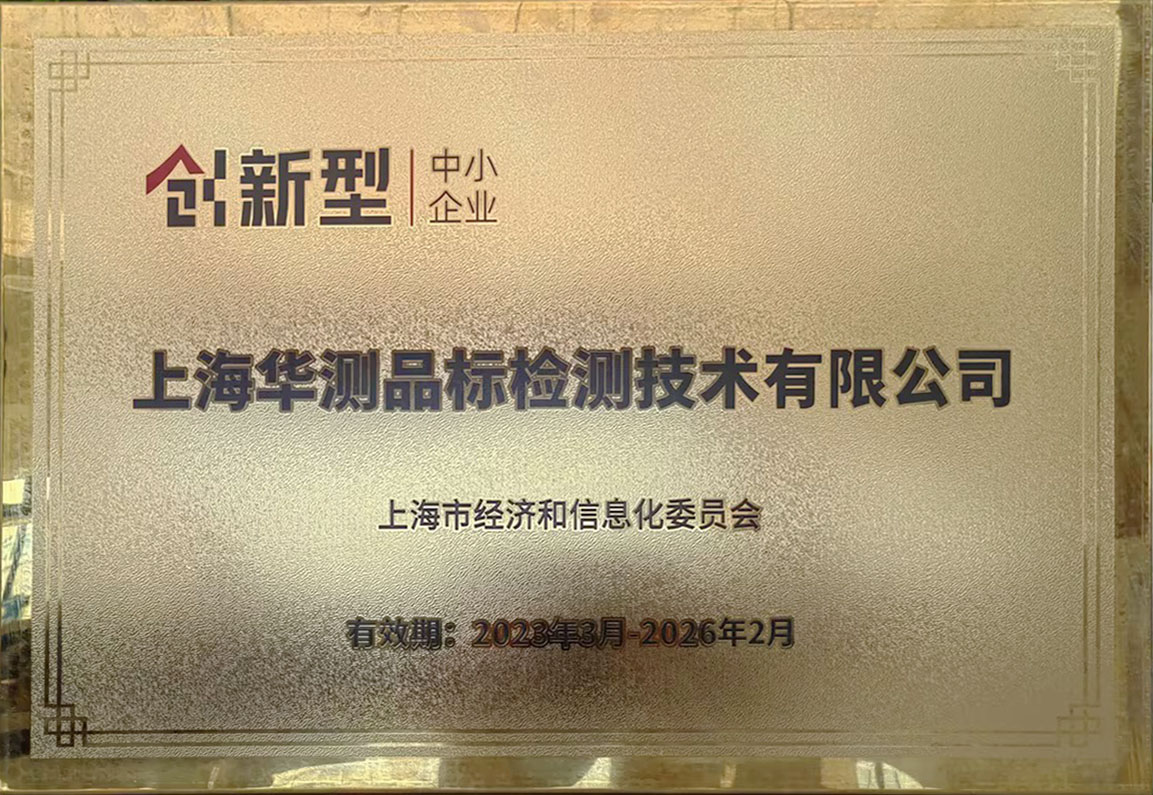 创新型 中小
企业
上海华测品标检测技术有限公司
上海市经济和信息化委员会
有效期：2023年3月-2026年2月